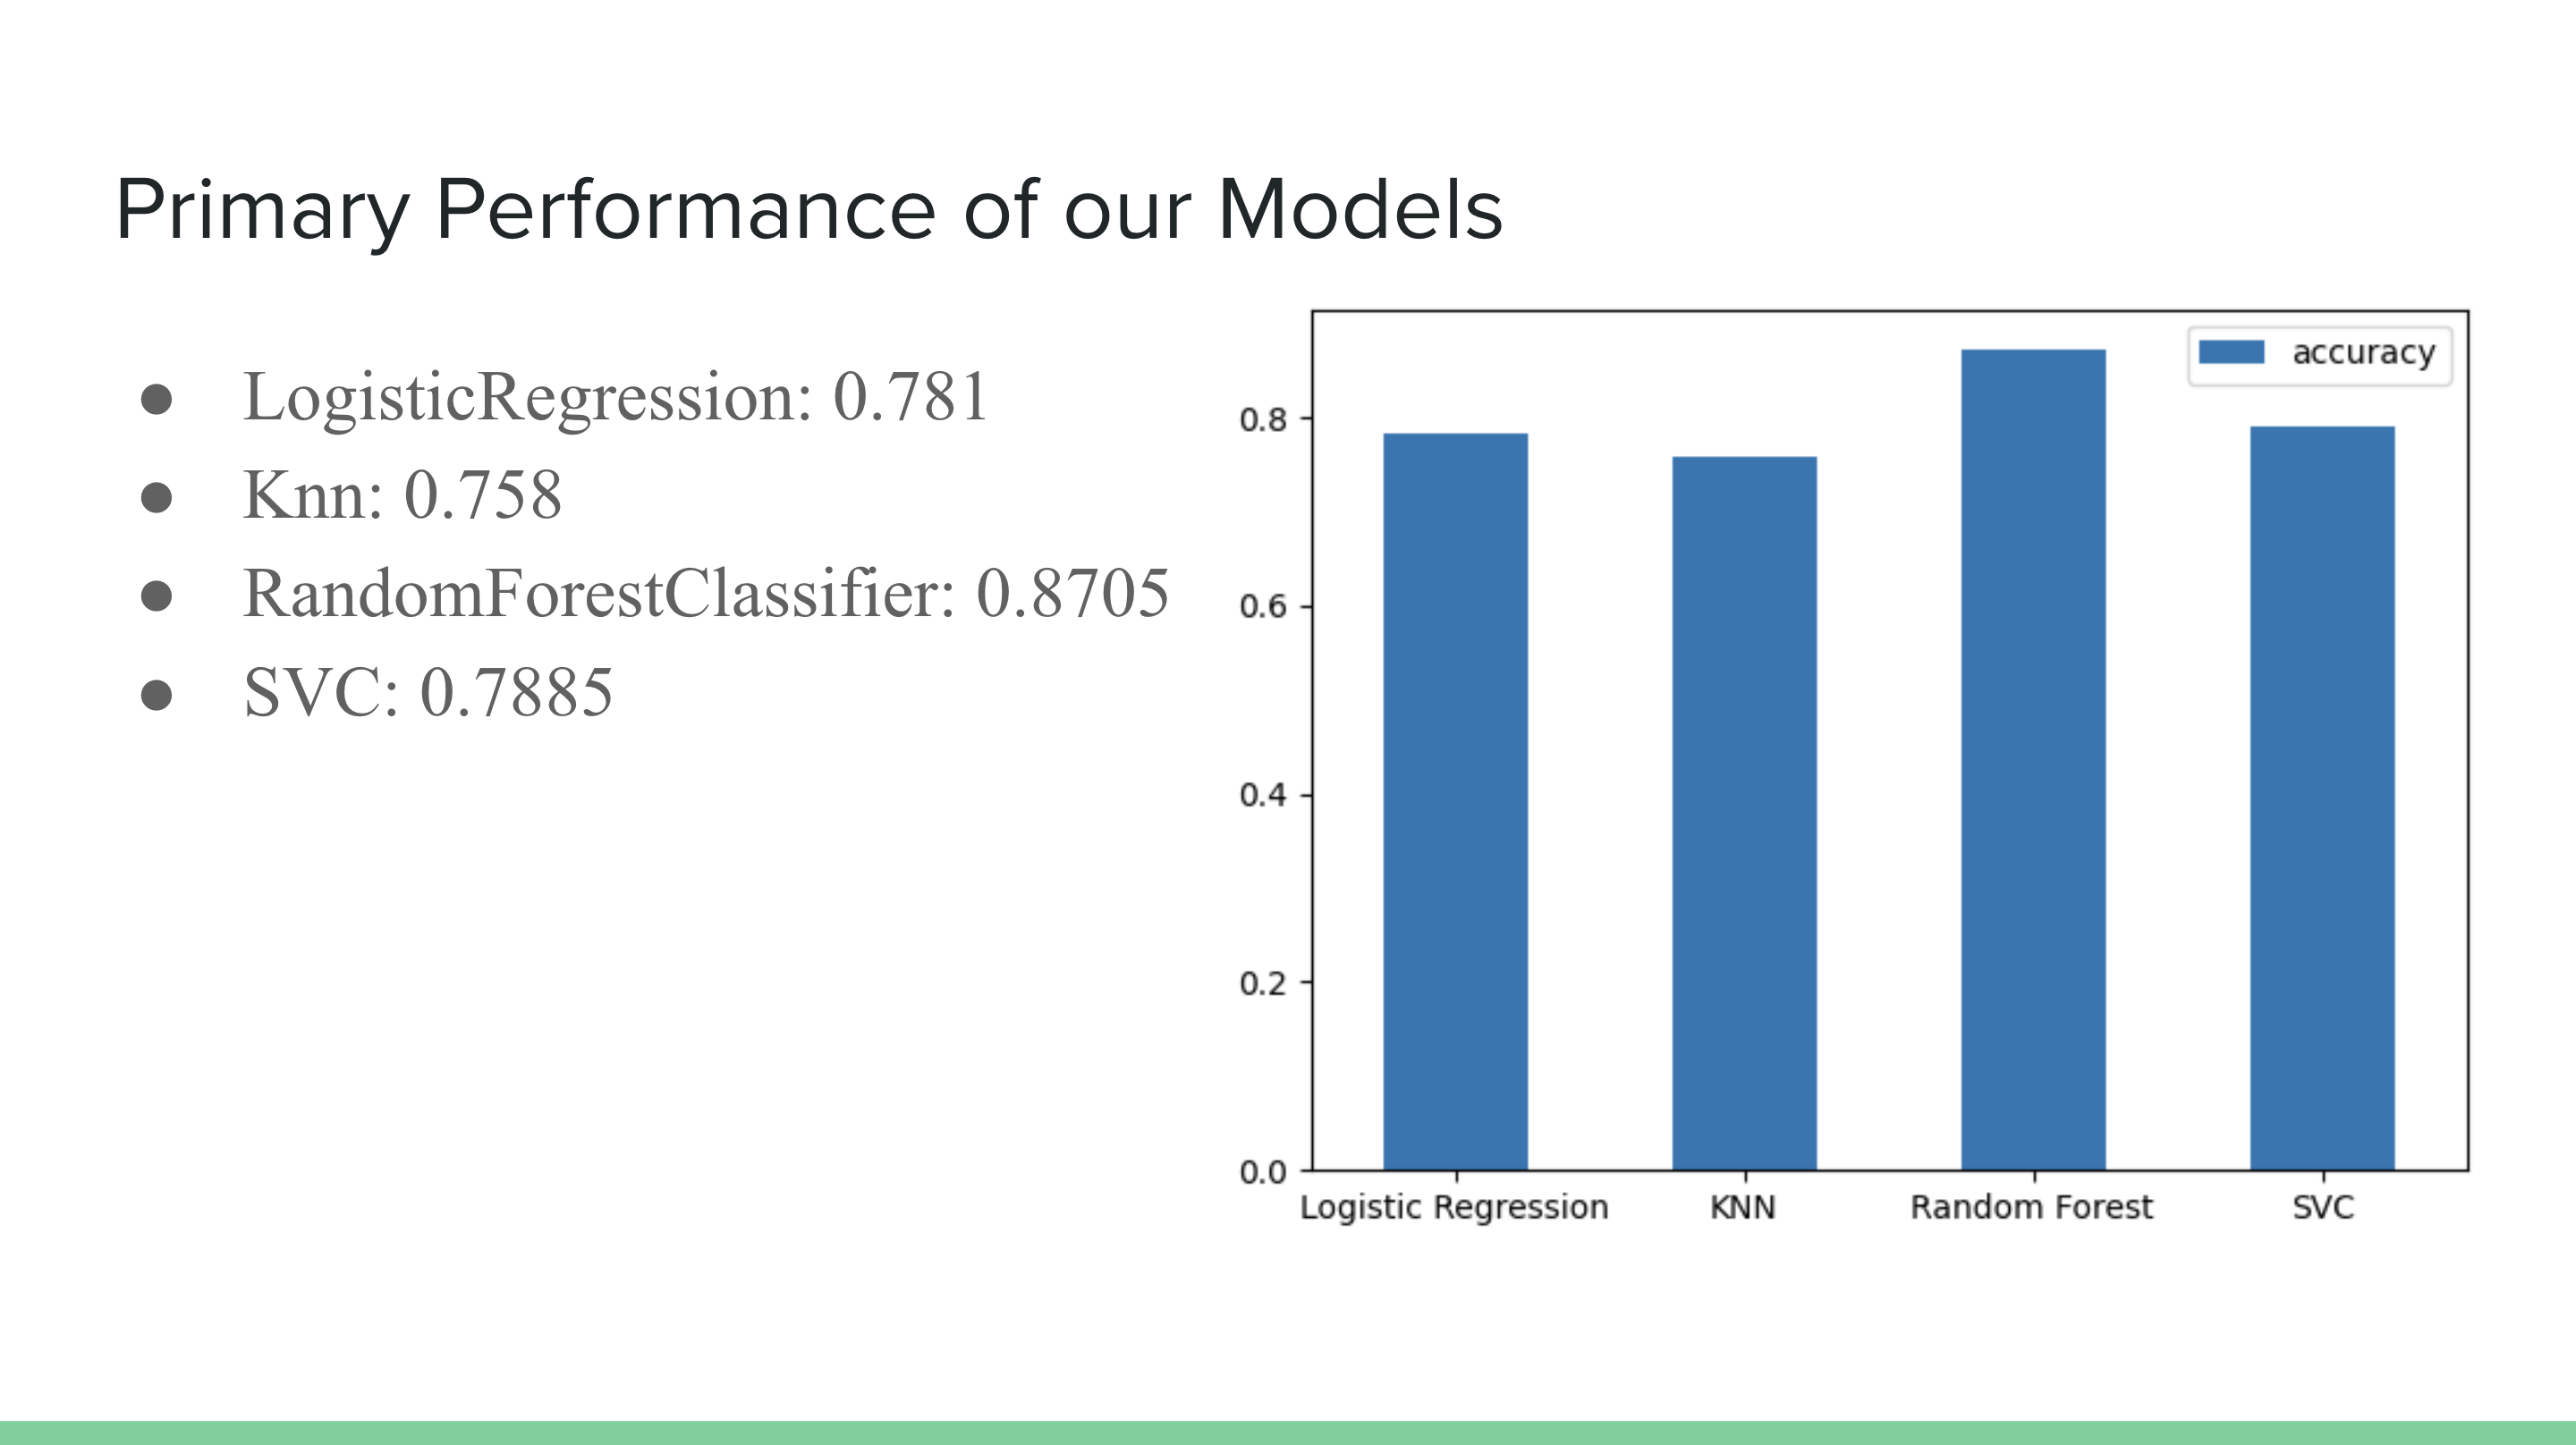 Primary Performance of our Models
● LogisticRegression: 0.781
● Knn: 0.758
● RandomForestClassifier: 0.8705
● SVC: 0.7885
accuracy
0.8
0.6
0.4
0.2
0.0
Logistic Regression KNN Random Forest SVC